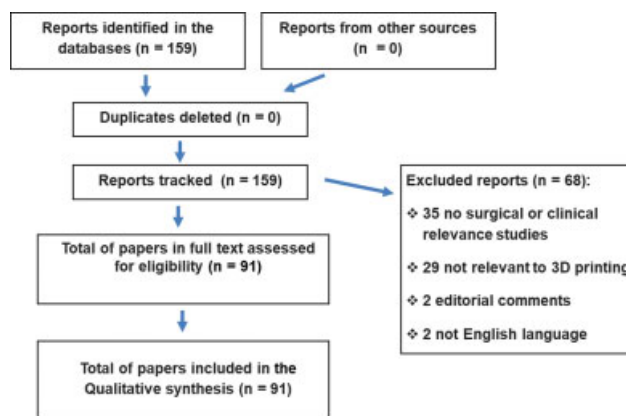 Reports identified in the
databases (n = 159)
Reports from other sources
(n = 0)
Duplicates deleted (n = 0)
Reports tracked (n = 159)
Excluded reports (n = 68):
❖ 35 no surgical or clinical
relevance studies
❖ 29 not relevant to 3D printing
❖ 2 editorial comments
❖ 2 not English language
Total of papers in full text assessed
for eligibility (n = 91)
Total of papers included in the
Qualitative synthesis (n = 91)